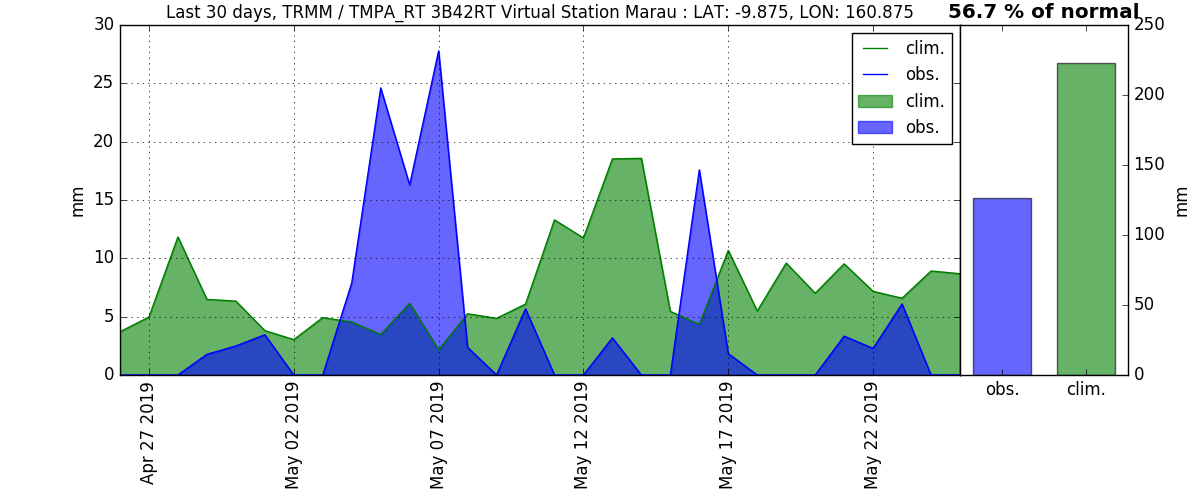 Last 30 days, TRMM / TMPA_RT 3B42RT Virtual Station Marau : LAT: -9.875, LON: 160.875
56.7 % of normal
30
25
20
15
10
5
0
mm
clim.
obs.
clim.
obs.
Apr 27 2019
May 02 2019
May 07 2019
May 12 2019
May 17 2019
May 22 2019
250
200
150
100
50
0
mm
obs.
clim.